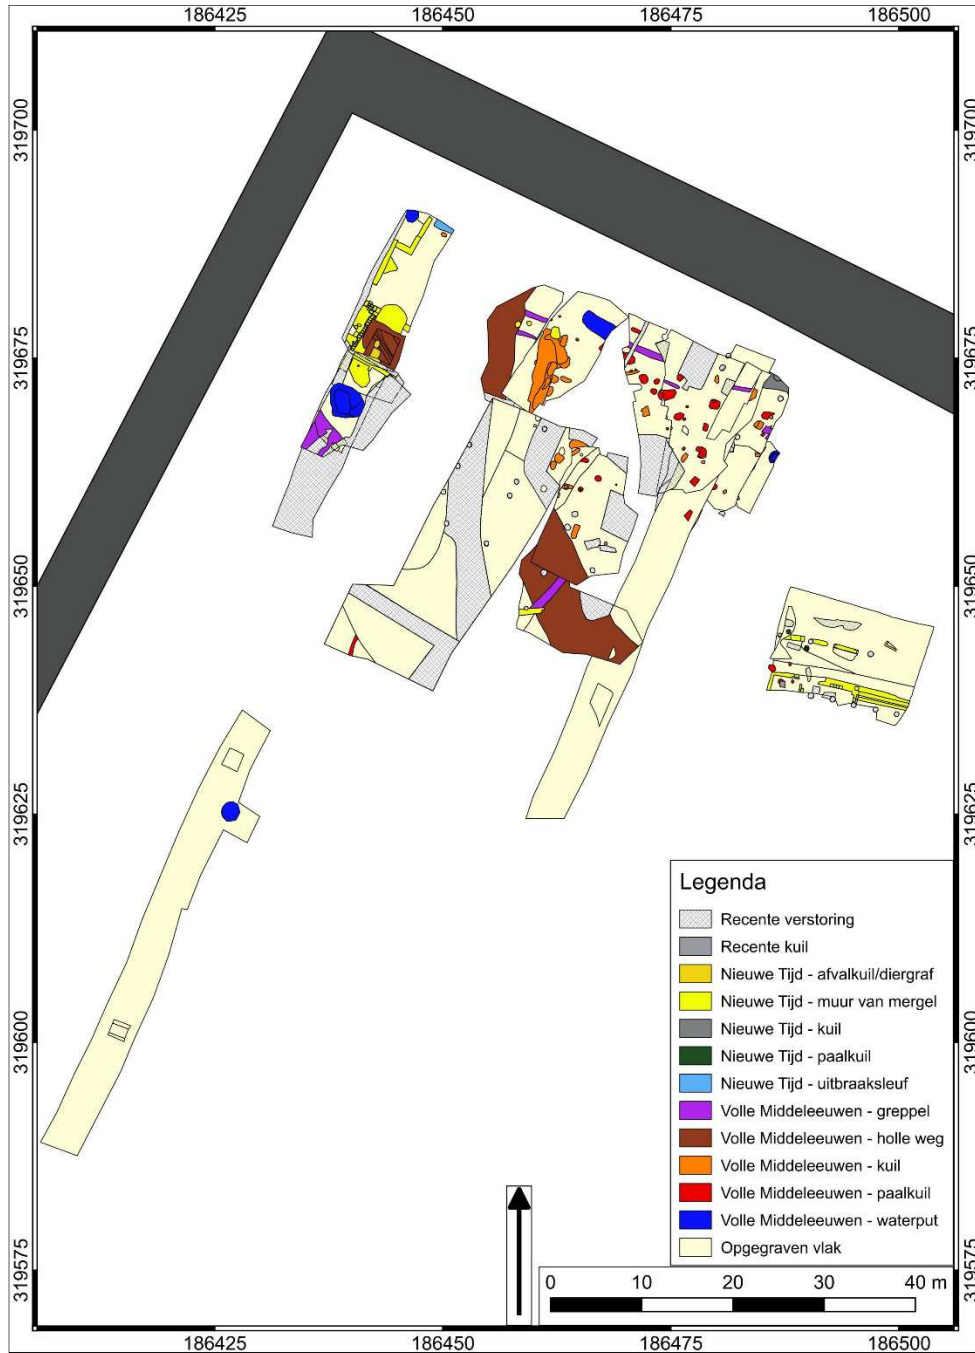 186425 186450 186475 186500
319700 319700
319675 319675
319650 319650
319625 319625
319600 319600
319575 319575
Legenda
Recente verstoring
Recente kuil
Nieuwe Tijd - afvalkuil/diergraf
Nieuwe Tijd - muur van mergel
Nieuwe Tijd - kuil
Nieuwe Tijd - paalkuil
Nieuwe Tijd - uitbraaksleuf
Volle Middeleeuwen - greppel
Volle Middeleeuwen - holle weg
Volle Middeleeuwen - kuil
Volle Middeleeuwen - paalkuil
Volle Middeleeuwen - waterput
Opgegraven vlak
0 10 20 30 40 m
186425 186450 186475 186500